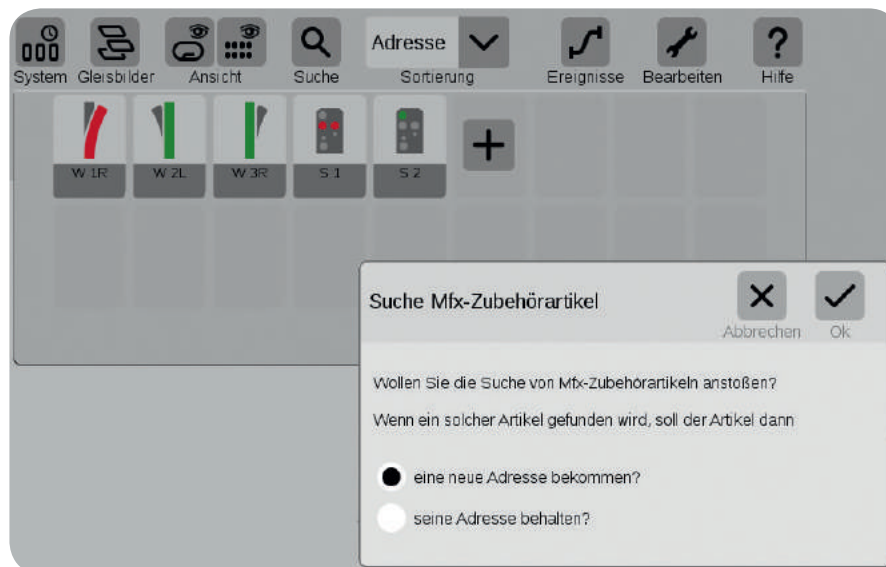 Adresse
System Gleisbilder Ansicht Suche Sortierung Ereignisse Bearbeiten Hilfe
W 1R W 2L W 3R S 1 S 2
Suche Mfx-Zubehörartikel
Abbrechen Ok
Wollen Sie die Suche von Mfx-Zubehörartikeln anstoßen?
Wenn ein solcher Artikel gefunden wird, soll der Artikel dann
eine neue Adresse bekommen?
seine Adresse behalten?